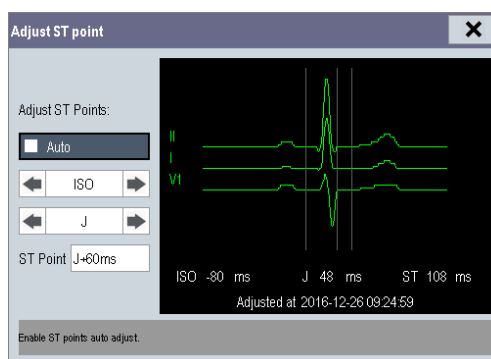 Adjust ST point
Adjust ST Points:
Auto
ISO
J
ST Point J+60ms
II
I
V1
ISO -80 ms J 48 ms ST 108 ms
Adjusted at 2016-12-26 09:24:59
Enable ST points auto adjust.